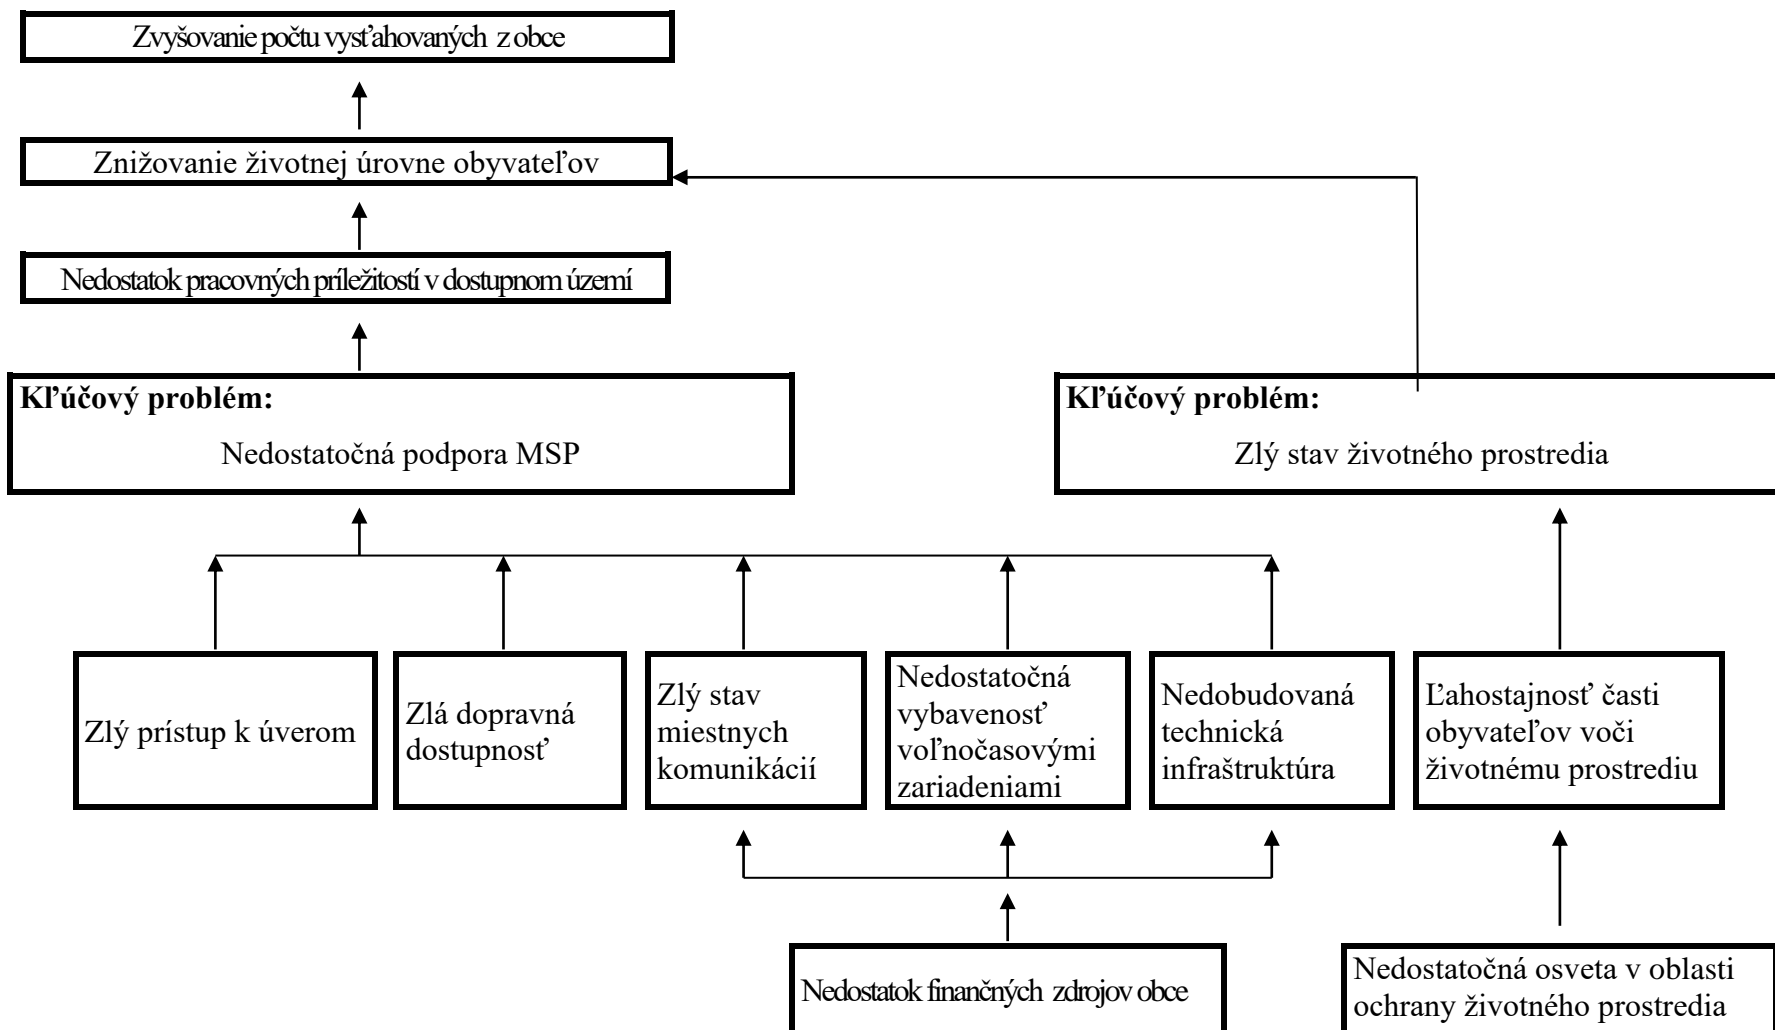 Zvyšovanie počtu vysťahovaných z obce
Znižovanie životnej úrovne obyvateľov
Nedostatok pracovných príležitostí v dostupnom území
Kľúčový problém:
Nedostatočná podpora MSP
Kľúčový problém:
Zlý stav životného prostredia
Zlý prístup k úverom
Zlá dopravná
dostupnosť
Zlý stav
miestnych
komunikácií
Nedostatočná
vybavenosť
voľnočasovými
zariadeniami
Nedobudovaná
technická
infraštruktúra
Ľahostajnosť časti
obyvateľov voči
životnému prostrediu
Nedostatok finančných zdrojov obce
Nedostatočná osveta v oblasti
ochrany životného prostredia